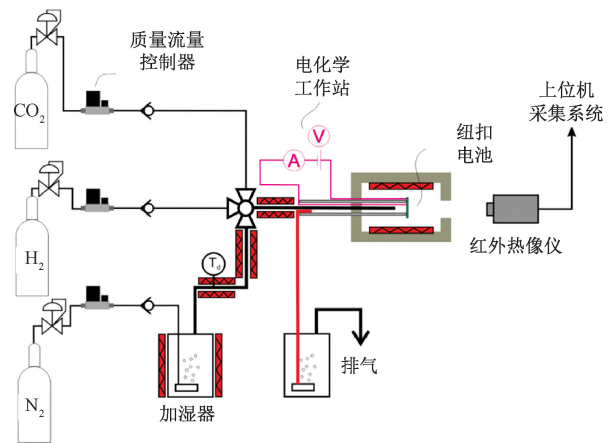 质量流量
控制器
电化学
工作站
上位机
采集系统
CO₂
V
A
纽扣
电池
H₂
T_d
红外热像仪
N₂
加湿器
排气